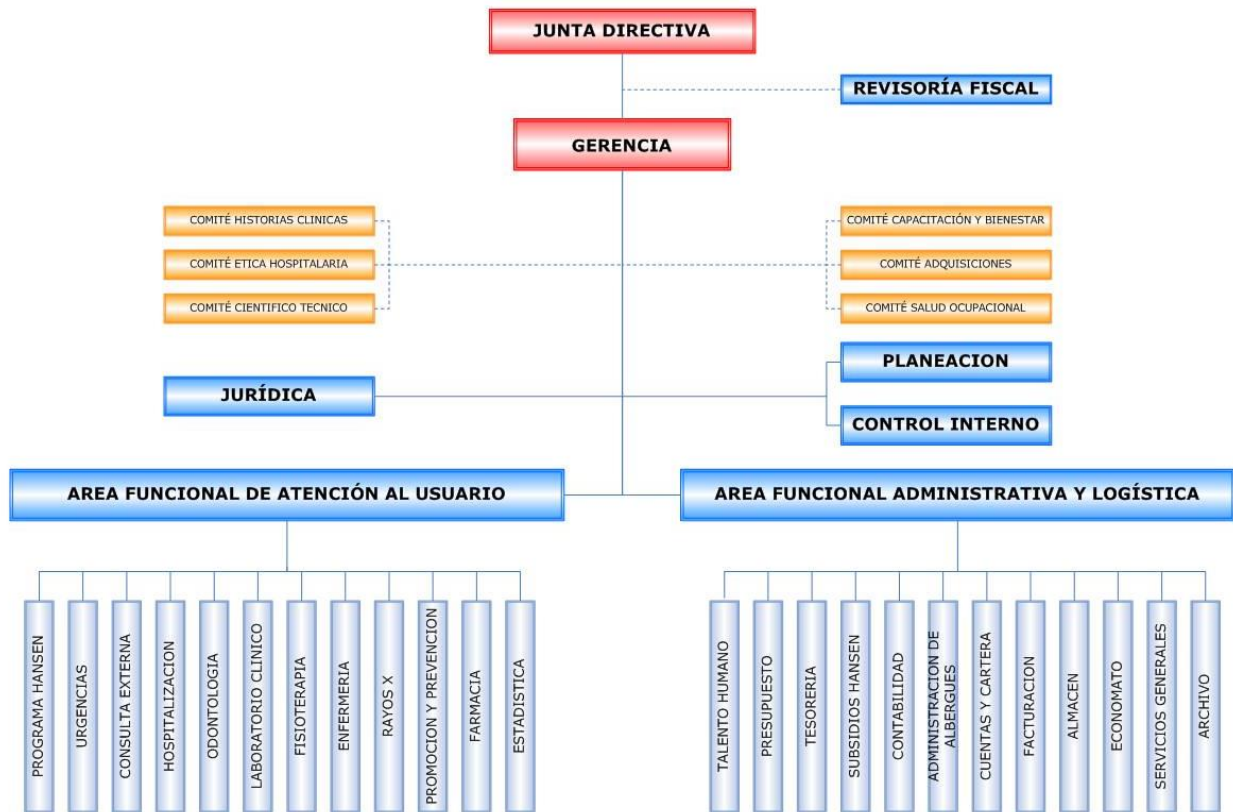 JUNTA DIRECTIVA
REVISORÍA FISCAL
GERENCIA
COMITÉ HISTORIAS CLINICAS
COMITÉ ETICA HOSPITALARIA
COMITÉ CIENTIFICO TECNICO
COMITÉ CAPACITACIÓN Y BIENESTAR
COMITÉ ADQUISICIONES
COMITÉ SALUD OCUPACIONAL
JURÍDICA
PLANEACION
CONTROL INTERNO
AREA FUNCIONAL DE ATENCIÓN AL USUARIO
PROGRAMA HANSEN
URGENCIAS
CONSULTA EXTERNA
HOSPITALIZACION
ODONTOLOGIA
LABORATORIO CLINICO
FISIOTERAPIA
ENFERMERIA
RAYOS X
PROMOCION Y PREVENCION
FARMACIA
ESTADISTICA
AREA FUNCIONAL ADMINISTRATIVA Y LOGÍSTICA
TALENTO HUMANO
PRESUPUESTO
TESORERIA
SUBSIDIOS HANSEN
CONTABILIDAD
ADMINISTRACION DE
ALBERGUES
CUENTAS Y CARTERA
FACTURACION
ALMACEN
ECONOMATO
SERVICIOS GENERALES
ARCHIVO